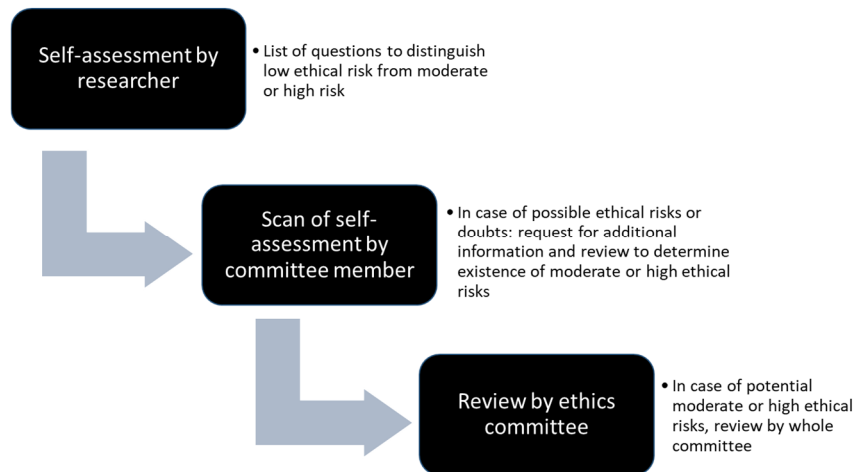 Self-assessment by
researcher
• List of questions to distinguish
low ethical risk from moderate
or high risk
Scan of self-
assessment by
committee member
• In case of possible ethical risks or
doubts: request for additional
information and review to determine
existence of moderate or high ethical
risks
Review by ethics
committee
• In case of potential
moderate or high ethical
risks, review by whole
committee